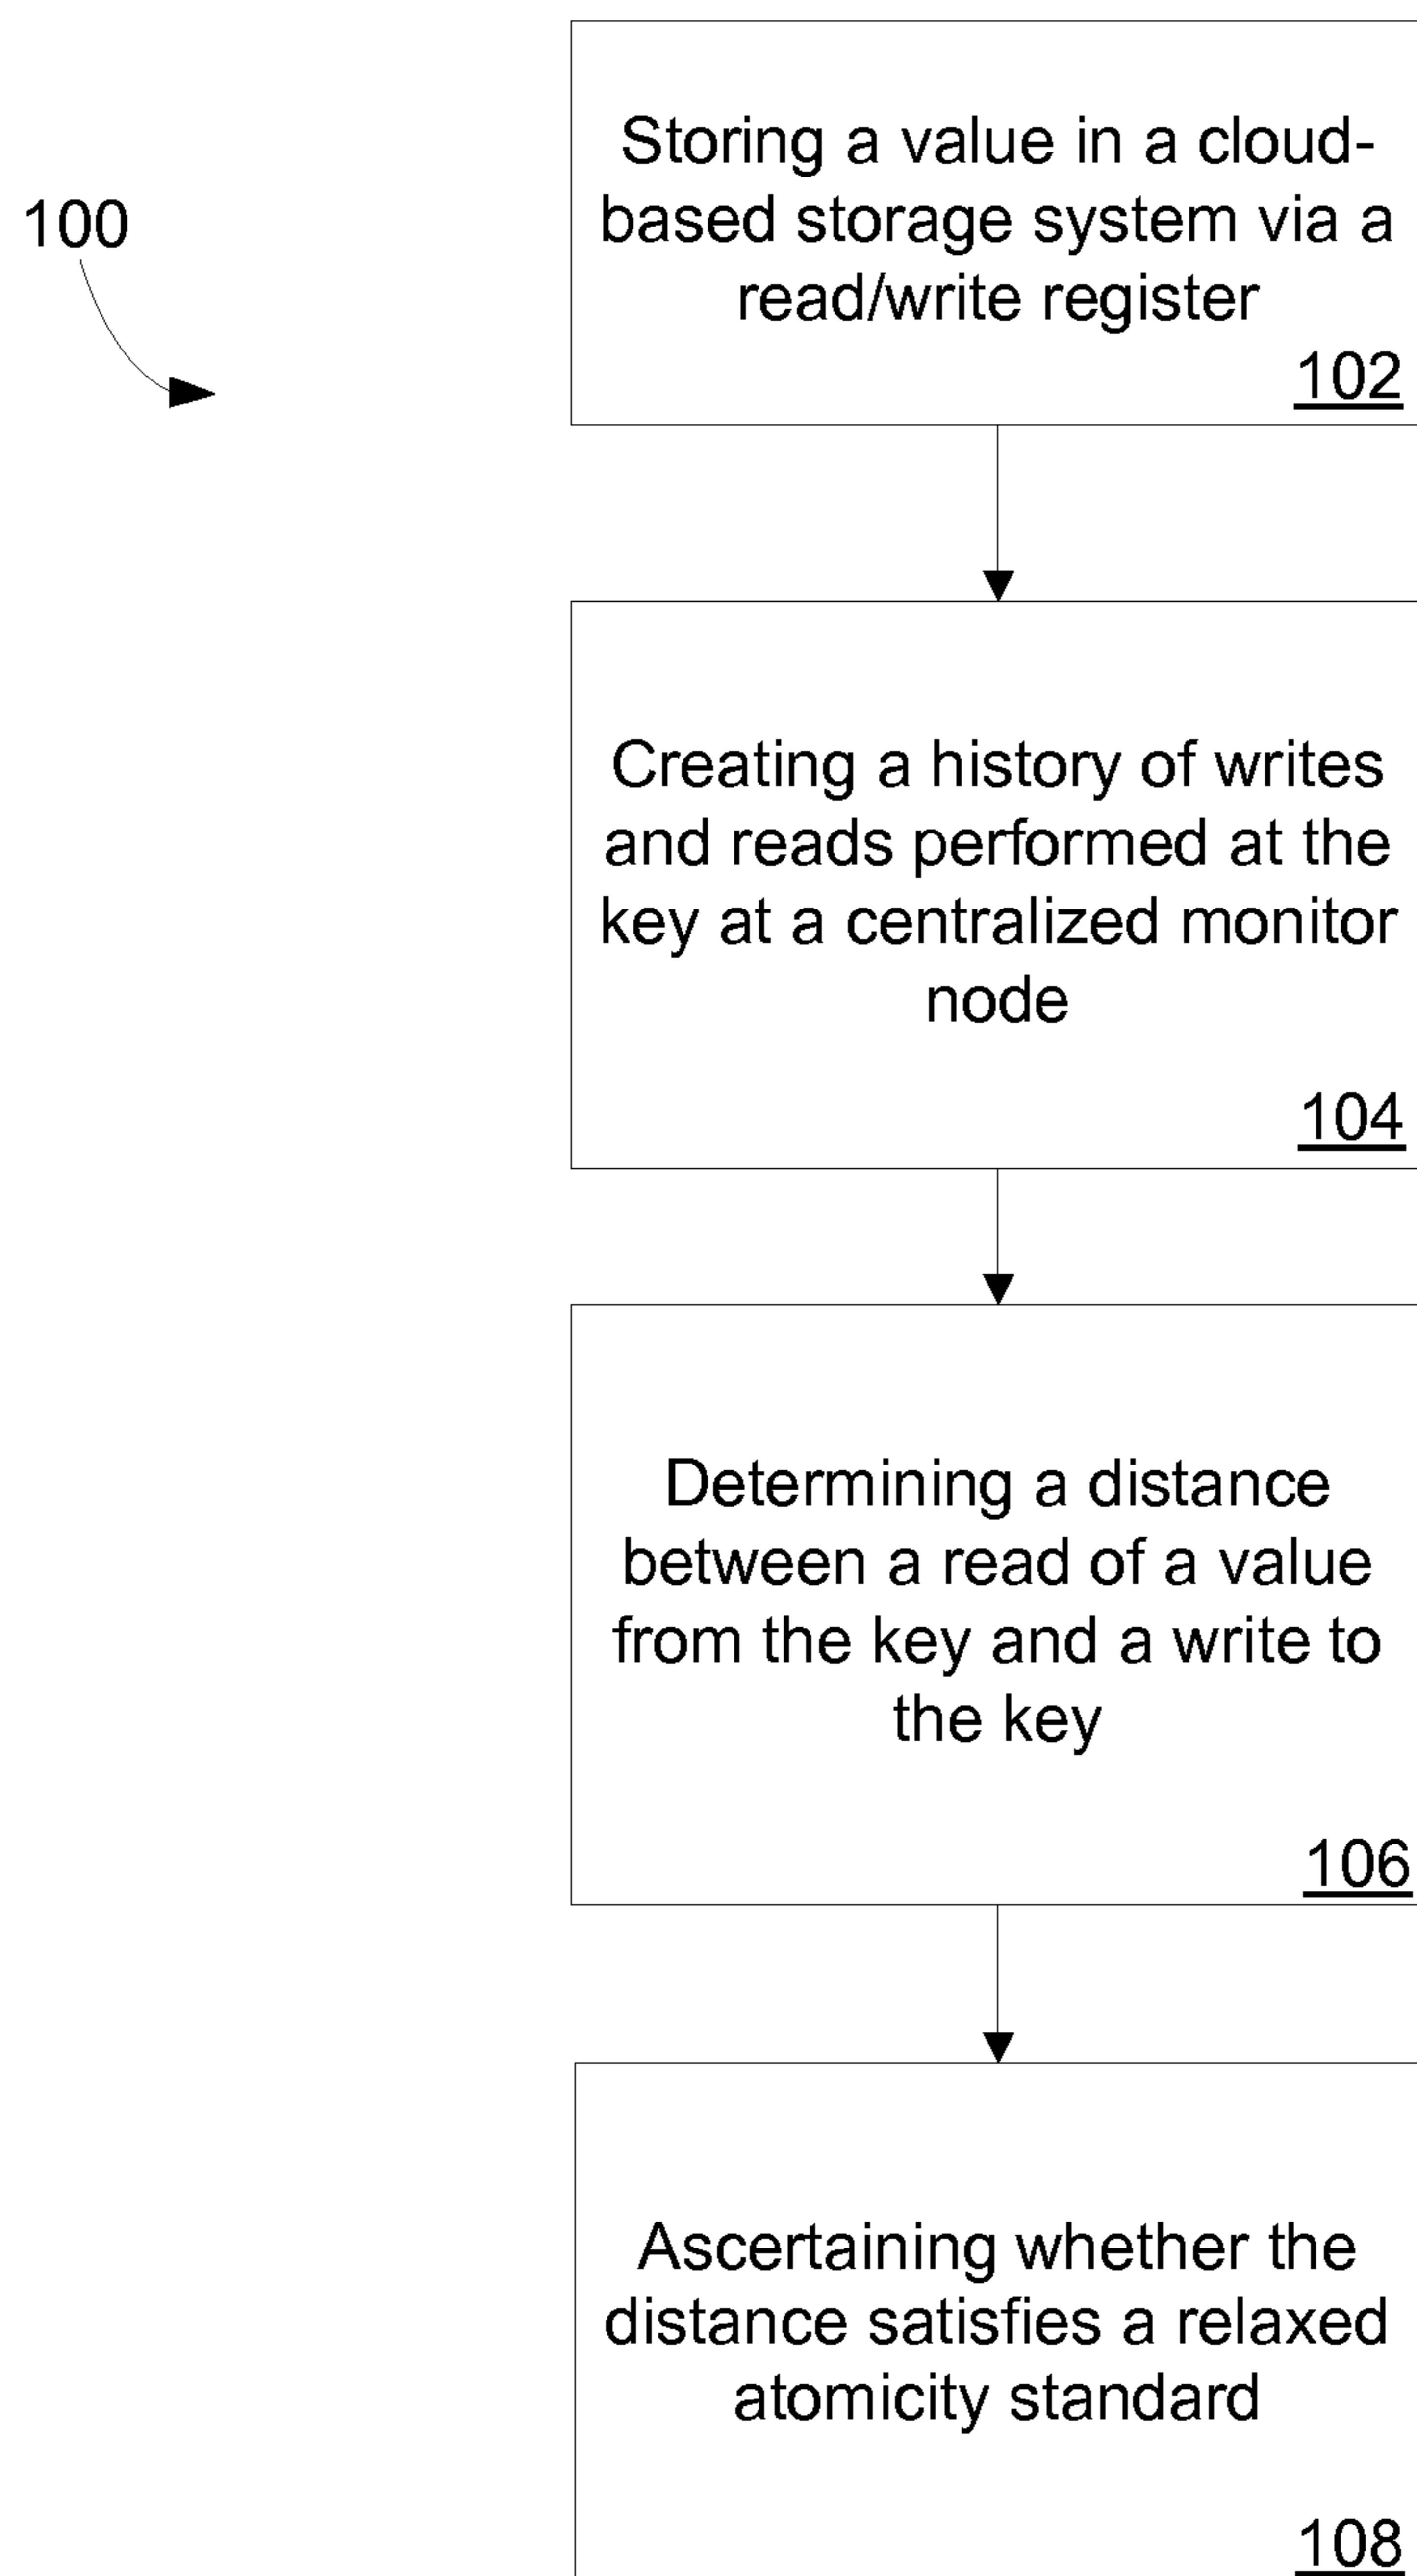 100
Storing a value in a cloud-
based storage system via a
read/write register
102
Creating a history of writes
and reads performed at the
key at a centralized monitor
node
104
Determining a distance
between a read of a value
from the key and a write to
the key
106
Ascertaining whether the
distance satisfies a relaxed
atomicity standard
108